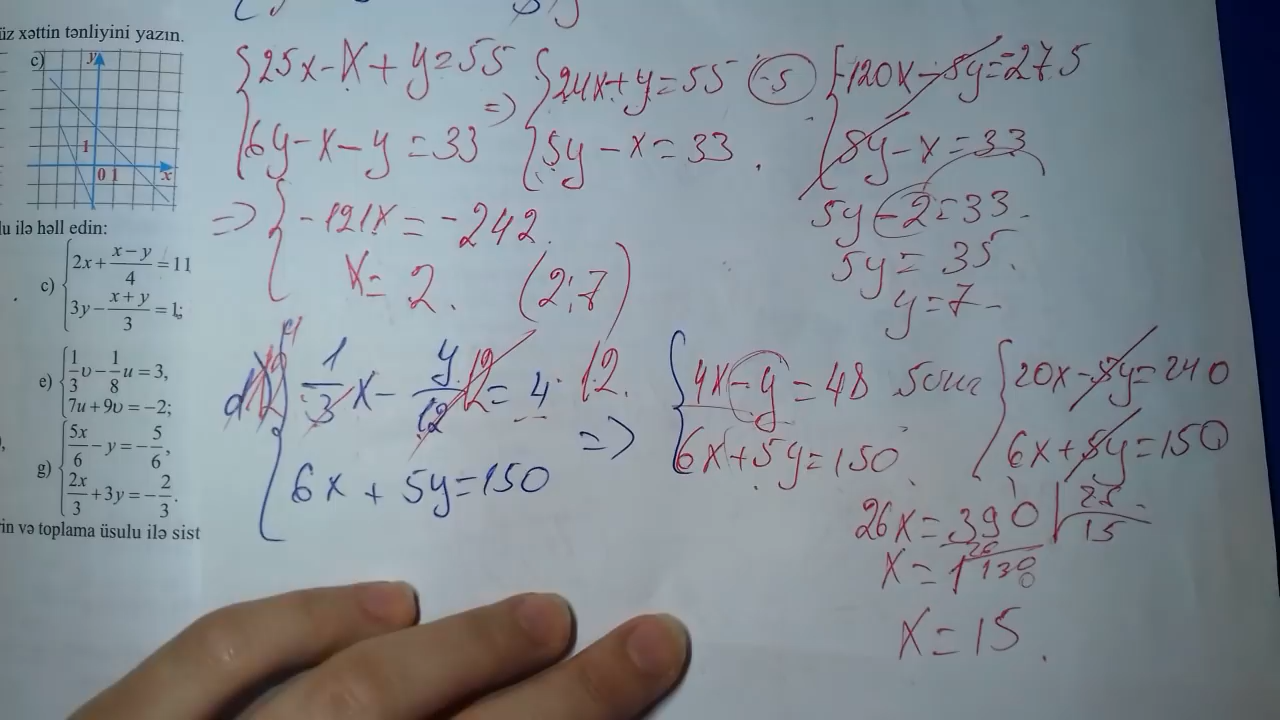 üz xəttin tənliyini yazın.
c)
y
1
0 1 x
lu ilə həll edin:
c) { 2x + (x − y)/4 = 11
3y − (x + y)/3 = 1;
e) { 1/3 υ − 1/8 u = 3,
7u + 9υ = −2;
g) { 5x/6 − y = −5/6,
2x/3 + 3y = −2/3.
in və toplama üsulu ilə sist
{ 25x − x + y = 55
6y − x − y = 33
=> { 24x + y = 55 (-5)
5y − x = 33.
{ −120x − 5y = −275
5y − x = 33
=> { −121x = −242.
x = 2. (2;7)
5y − 2 = 33.
5y = 35.
y = 7
d) { 1/3 x − y/12 12 = 4 · 12.
6x + 5y = 150
=> { 4x − y = 48
6x + 5y = 150
{ 20x − 5y = 240
6x + 5y = 150
26x = 390
15
x = 15.